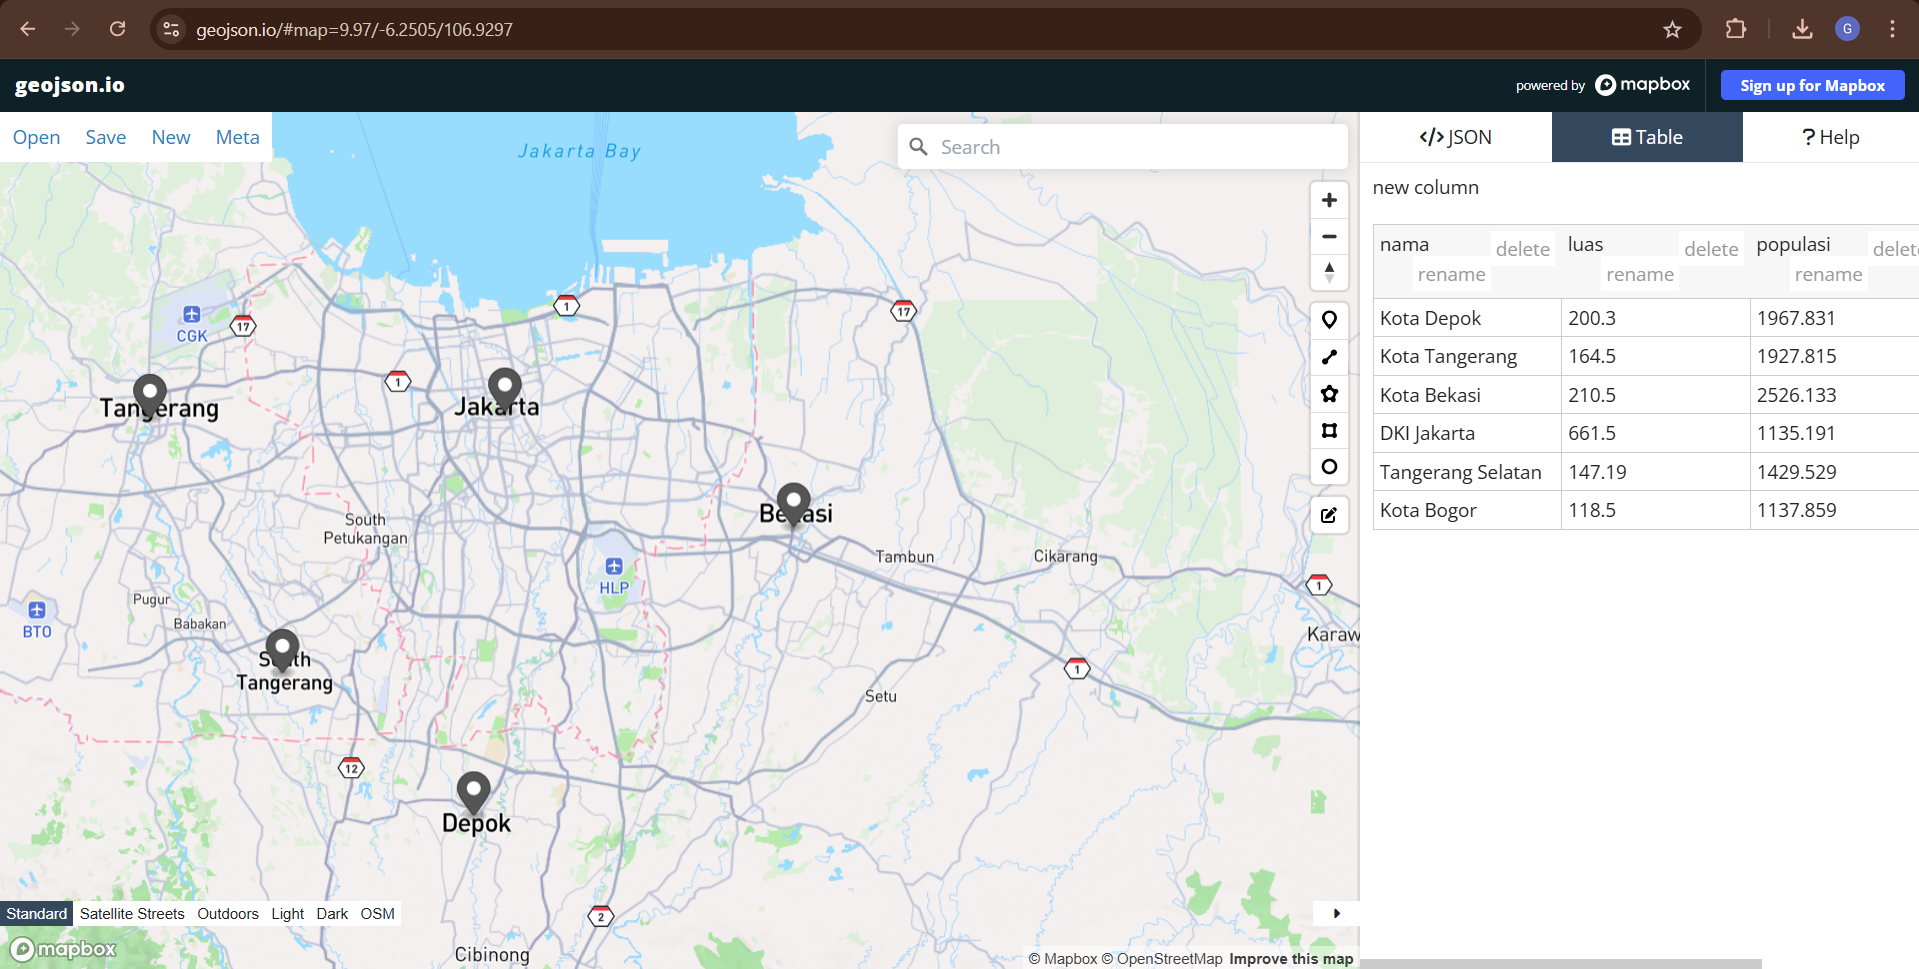 geojson.io/#map=9.97/-6.2505/106.9297
G
geojson.io
powered by mapbox
Sign up for Mapbox
Open Save New Meta
Search
</> JSON
Table
? Help
new column
nama delete rename
luas delete rename
populasi delete rename
Kota Depok 200.3 1967.831
Kota Tangerang 164.5 1927.815
Kota Bekasi 210.5 2526.133
DKI Jakarta 661.5 1135.191
Tangerang Selatan 147.19 1429.529
Kota Bogor 118.5 1137.859
Jakarta Bay
1
17
CGK
17
1
Tangerang
Jakarta
Bekasi
South
Petukangan
Tambun
Cikarang
HLP
1
Pugur
BTO
Babakan
Karaw
South
Tangerang
1
Setu
12
Depok
2
Cibinong
Standard Satellite Streets Outdoors Light Dark OSM
mapbox
© Mapbox © OpenStreetMap Improve this map